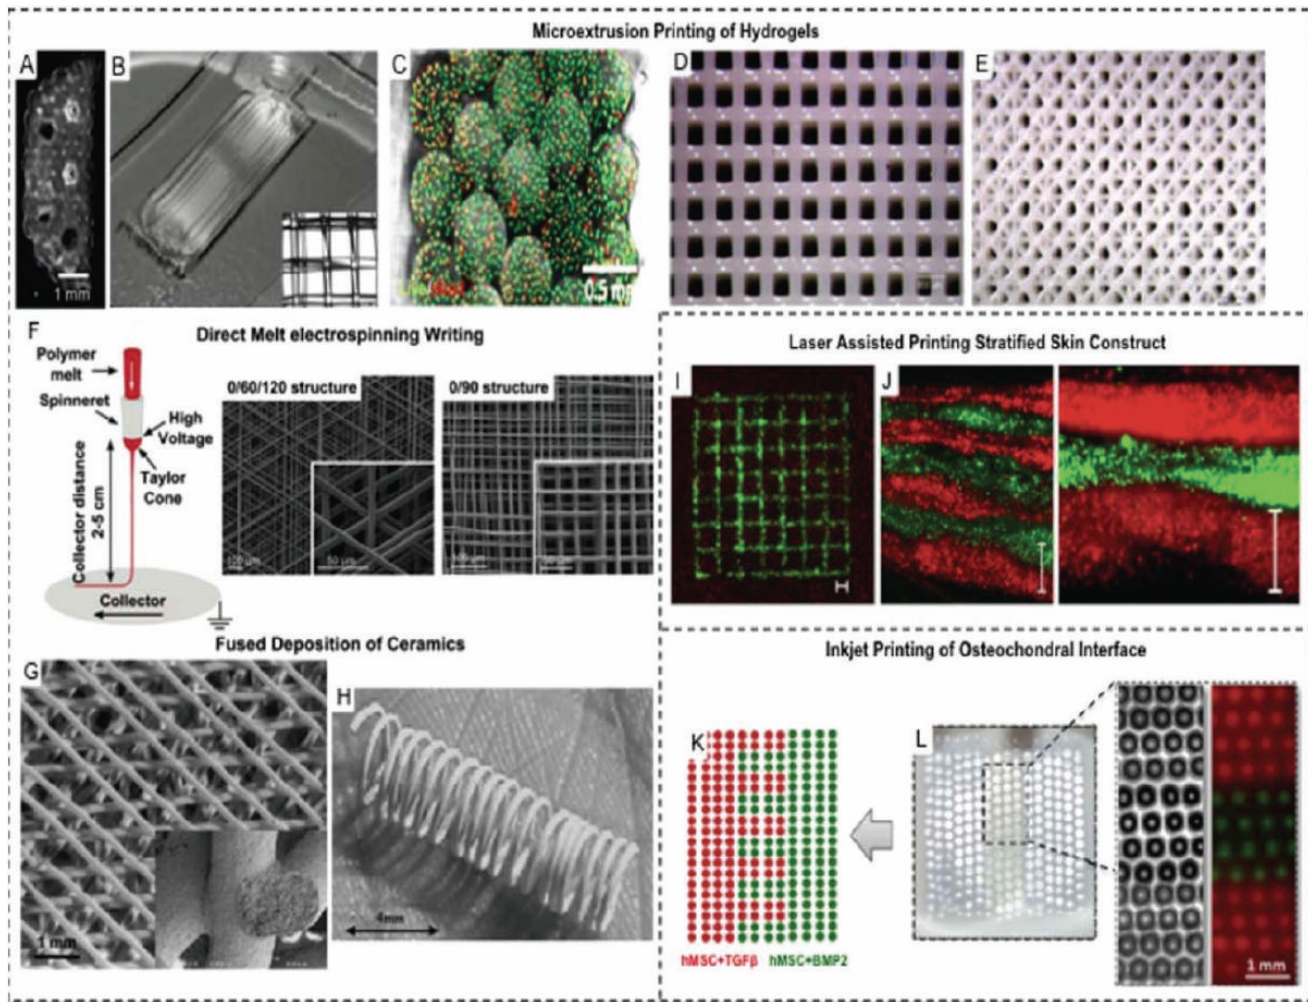 Microextrusion Printing of Hydrogels
A
B
C
D
E
1 mm
0.5 mm
F
Direct Melt electrospinning Writing
Polymer
melt
Spinneret
High
Voltage
Taylor
Cone
Collector distance
2-5 cm
Collector
0/60/120 structure
0/90 structure
50 µm
Laser Assisted Printing Stratified Skin Construct
I
J
Fused Deposition of Ceramics
G
H
1 mm
4mm
Inkjet Printing of Osteochondral Interface
K
L
hMSC+TGFβ
hMSC+BMP2
1 mm